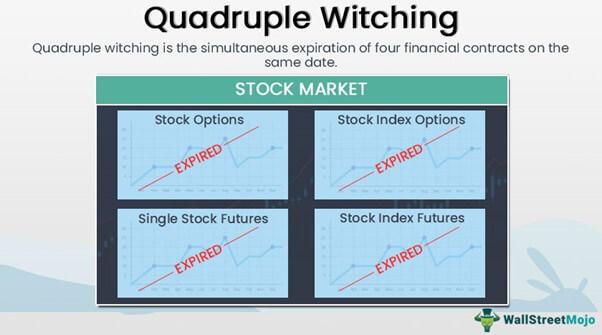 Quadruple Witching
Quadruple witching is the simultaneous expiration of four financial contracts on the
same date.
STOCK MARKET
Stock Options
EXPIRED
Stock Index Options
EXPIRED
Single Stock Futures
EXPIRED
Stock Index Futures
EXPIRED
WallStreetMojo